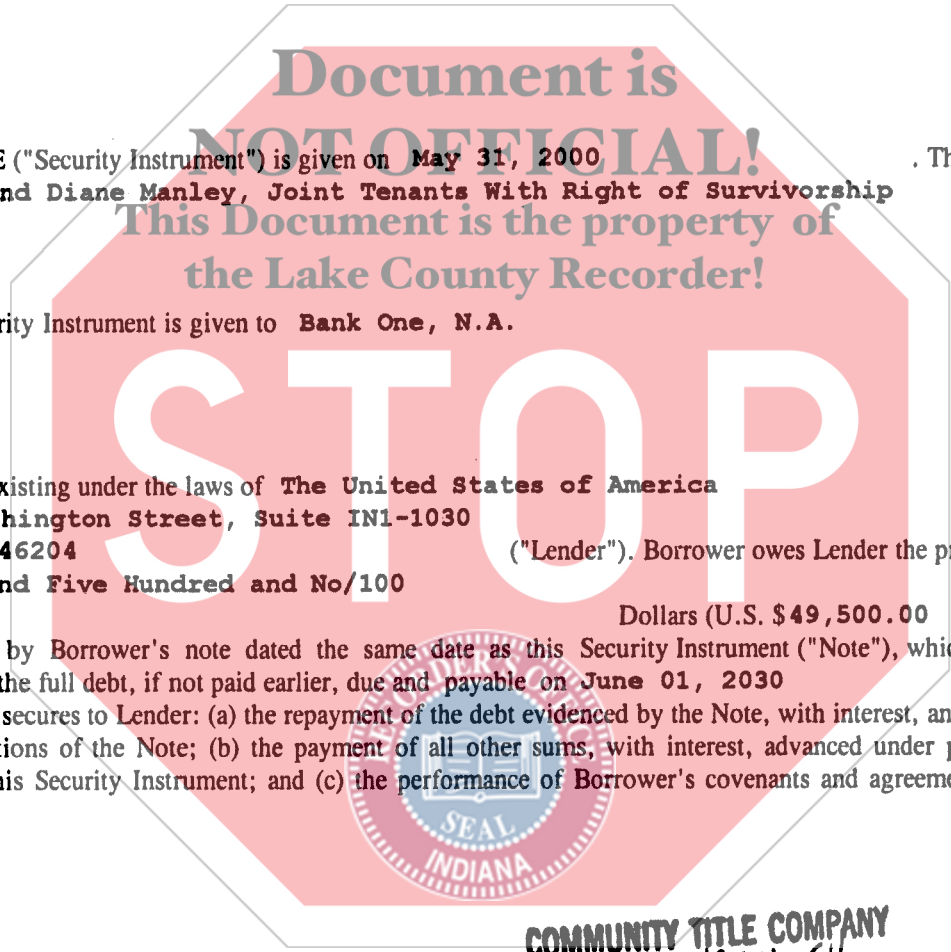 Document is
NOT OFFICIAL!
("Security Instrument") is given on May 31, 2000 . Th
nd Diane Manley, Joint Tenants With Right of Survivorship
This Document is the property of
the Lake County Recorder!
rity Instrument is given to Bank One, N.A.
STOP
xisting under the laws of The United States of America
hington Street, Suite IN1-1030
46204 ("Lender"). Borrower owes Lender the pr
nd Five Hundred and No/100
Dollars (U.S. $49,500.00
by Borrower's note dated the same date as this Security Instrument ("Note"), whic
the full debt, if not paid earlier, due and payable on June 01, 2030
secures to Lender: (a) the repayment of the debt evidenced by the Note, with interest, an
tions of the Note; (b) the payment of all other sums, with interest, advanced under p
his Security Instrument; and (c) the performance of Borrower's covenants and agreeme
RECORDER'S OFFICE
SEAL
INDIANA
COMMUNITY TITLE COMPANY